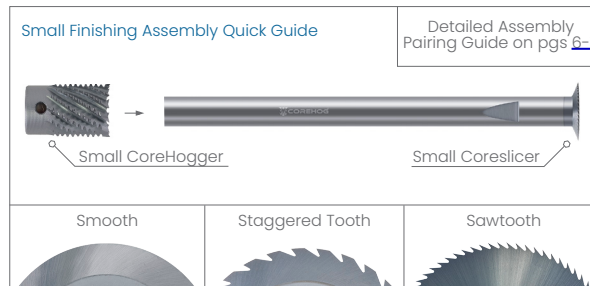 Small Finishing Assembly Quick Guide
Detailed Assembly
Pairing Guide on pgs 6-
COREHOG
Small CoreHogger
Small Coreslicer
Smooth
Staggered Tooth
Sawtooth